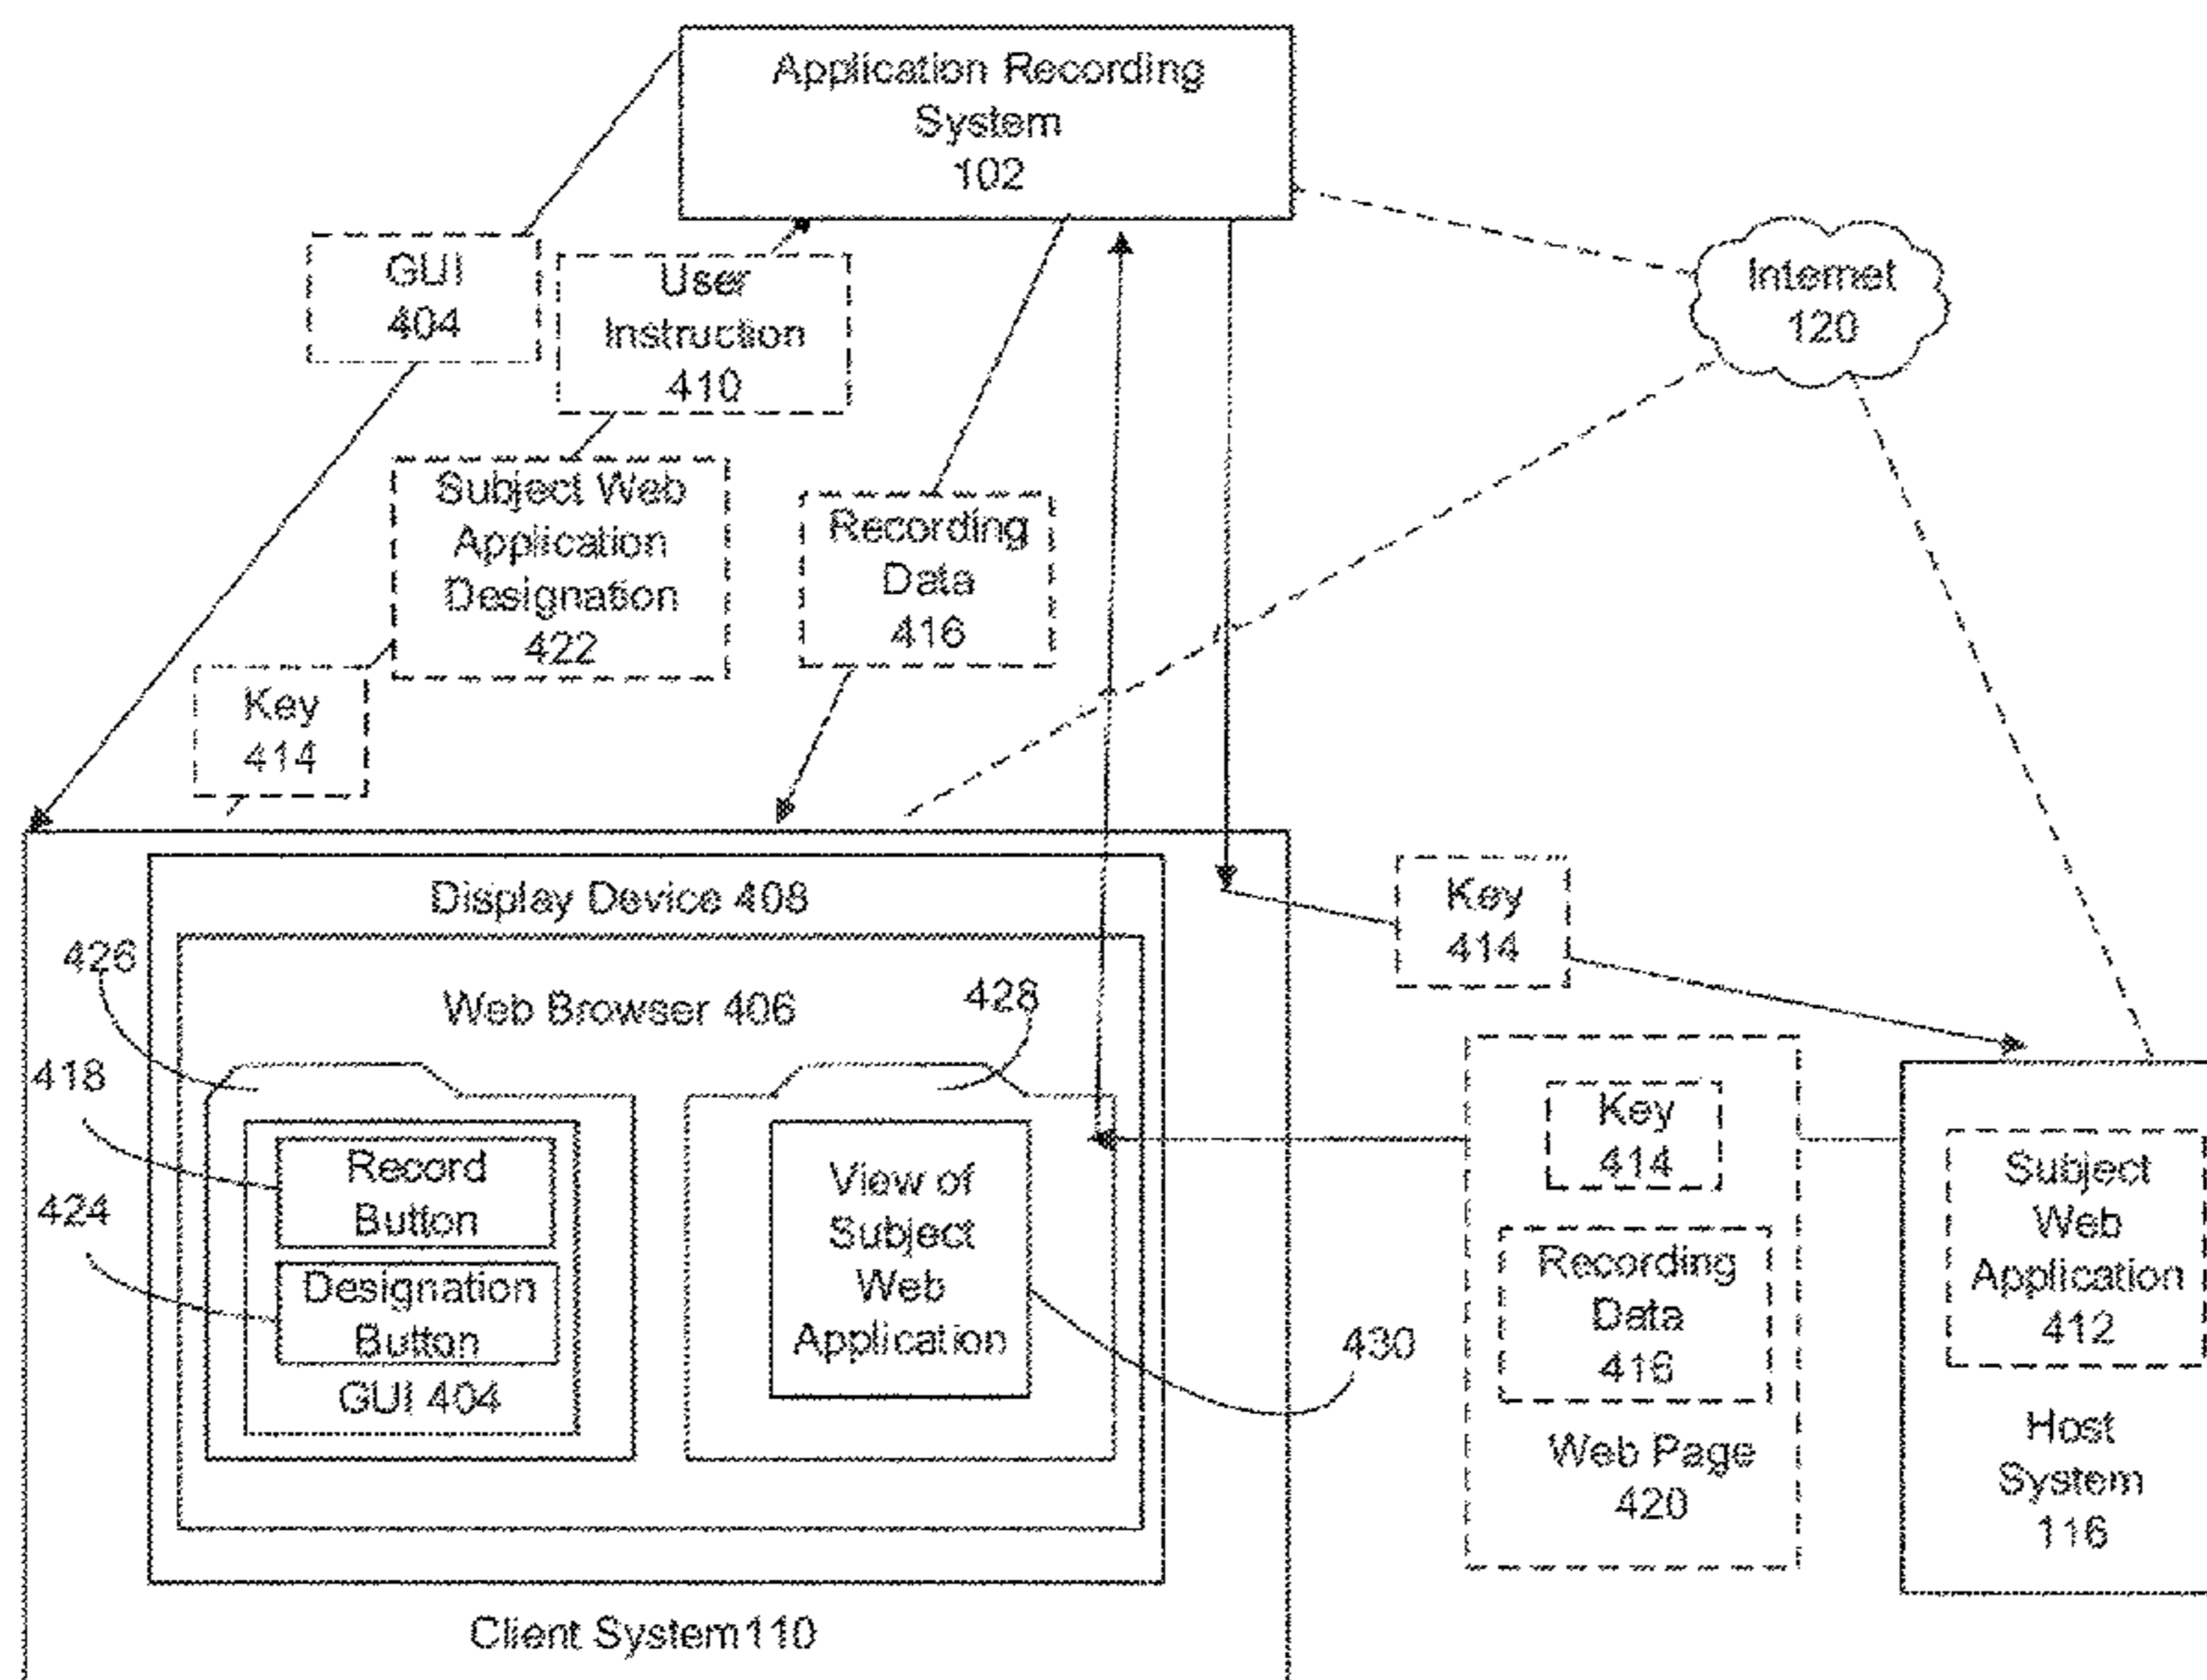 Application Recording
System
102
GUI
404
User
Instruction
410
Internet
120
Subject Web
Application
Designation
422
Recording
Data
416
Key
414
Display Device 408
Key
414
426
Web Browser 406
428
418
Record
Button
424
Designation
Button
GUI 404
View of
Subject
Web
Application
430
Key
414
Recording
Data
416
Web Page
420
Subject
Web
Application
412
Host
System
116
Client System110